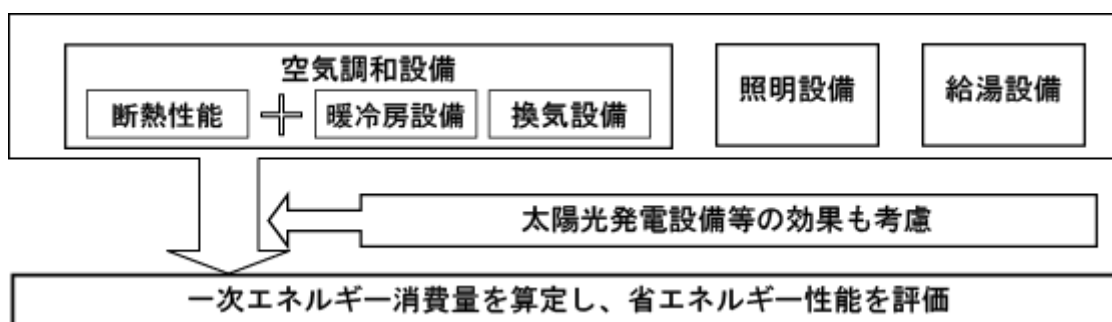 空気調和設備
断熱性能
暖冷房設備
換気設備
照明設備
給湯設備
太陽光発電設備等の効果も考慮
一次エネルギー消費量を算定し、省エネルギー性能を評価